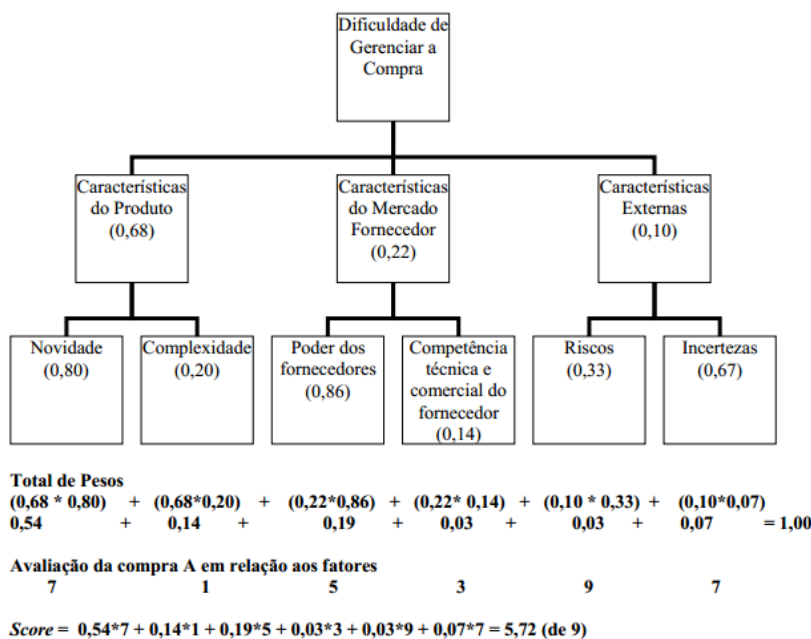 Dificuldade de
Gerenciar a
Compra
Características
do Produto
(0,68)
Características
do Mercado
Fornecedor
(0,22)
Características
Externas
(0,10)
Novidade
(0,80)
Complexidade
(0,20)
Poder dos
fornecedores
(0,86)
Competência
técnica e
comercial do
fornecedor
(0,14)
Riscos
(0,33)
Incertezas
(0,67)
Total de Pesos
(0,68 * 0,80) + (0,68*0,20) + (0,22*0,86) + (0,22* 0,14) + (0,10 * 0,33) + (0,10*0,07)
0,54 + 0,14 + 0,19 + 0,03 + 0,03 + 0,07 = 1,00
Avaliação da compra A em relação aos fatores
7 1 5 3 9 7
Score = 0,54*7 + 0,14*1 + 0,19*5 + 0,03*3 + 0,03*9 + 0,07*7 = 5,72 (de 9)